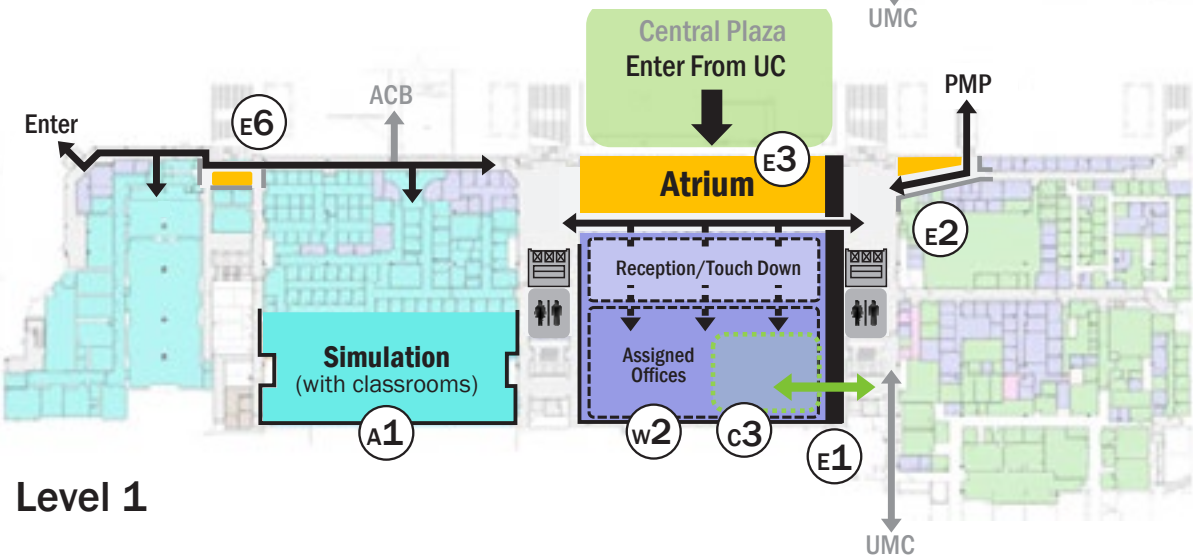 UMC
Central Plaza
Enter From UC
PMP
ACB
Enter
E6
E3
Atrium
E2
Reception/Touch Down
Simulation
(with classrooms)
Assigned
Offices
A1
W2
C3
E1
Level 1
UMC